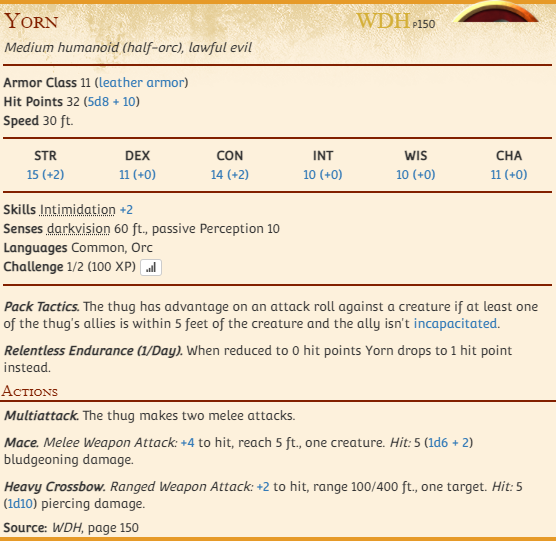 Yorn WDH p150
Medium humanoid (half-orc), lawful evil
Armor Class 11 (leather armor)
Hit Points 32 (5d8 + 10)
Speed 30 ft.
STR DEX CON INT WIS CHA
15 (+2) 11 (+0) 14 (+2) 10 (+0) 10 (+0) 11 (+0)
Skills Intimidation +2
Senses darkvision 60 ft., passive Perception 10
Languages Common, Orc
Challenge 1/2 (100 XP)
Pack Tactics. The thug has advantage on an attack roll against a creature if at least one
of the thug's allies is within 5 feet of the creature and the ally isn't incapacitated.
Relentless Endurance (1/Day). When reduced to 0 hit points Yorn drops to 1 hit point
instead.
Actions
Multiattack. The thug makes two melee attacks.
Mace. Melee Weapon Attack: +4 to hit, reach 5 ft., one creature. Hit: 5 (1d6 + 2)
bludgeoning damage.
Heavy Crossbow. Ranged Weapon Attack: +2 to hit, range 100/400 ft., one target. Hit: 5
(1d10) piercing damage.
Source: WDH, page 150